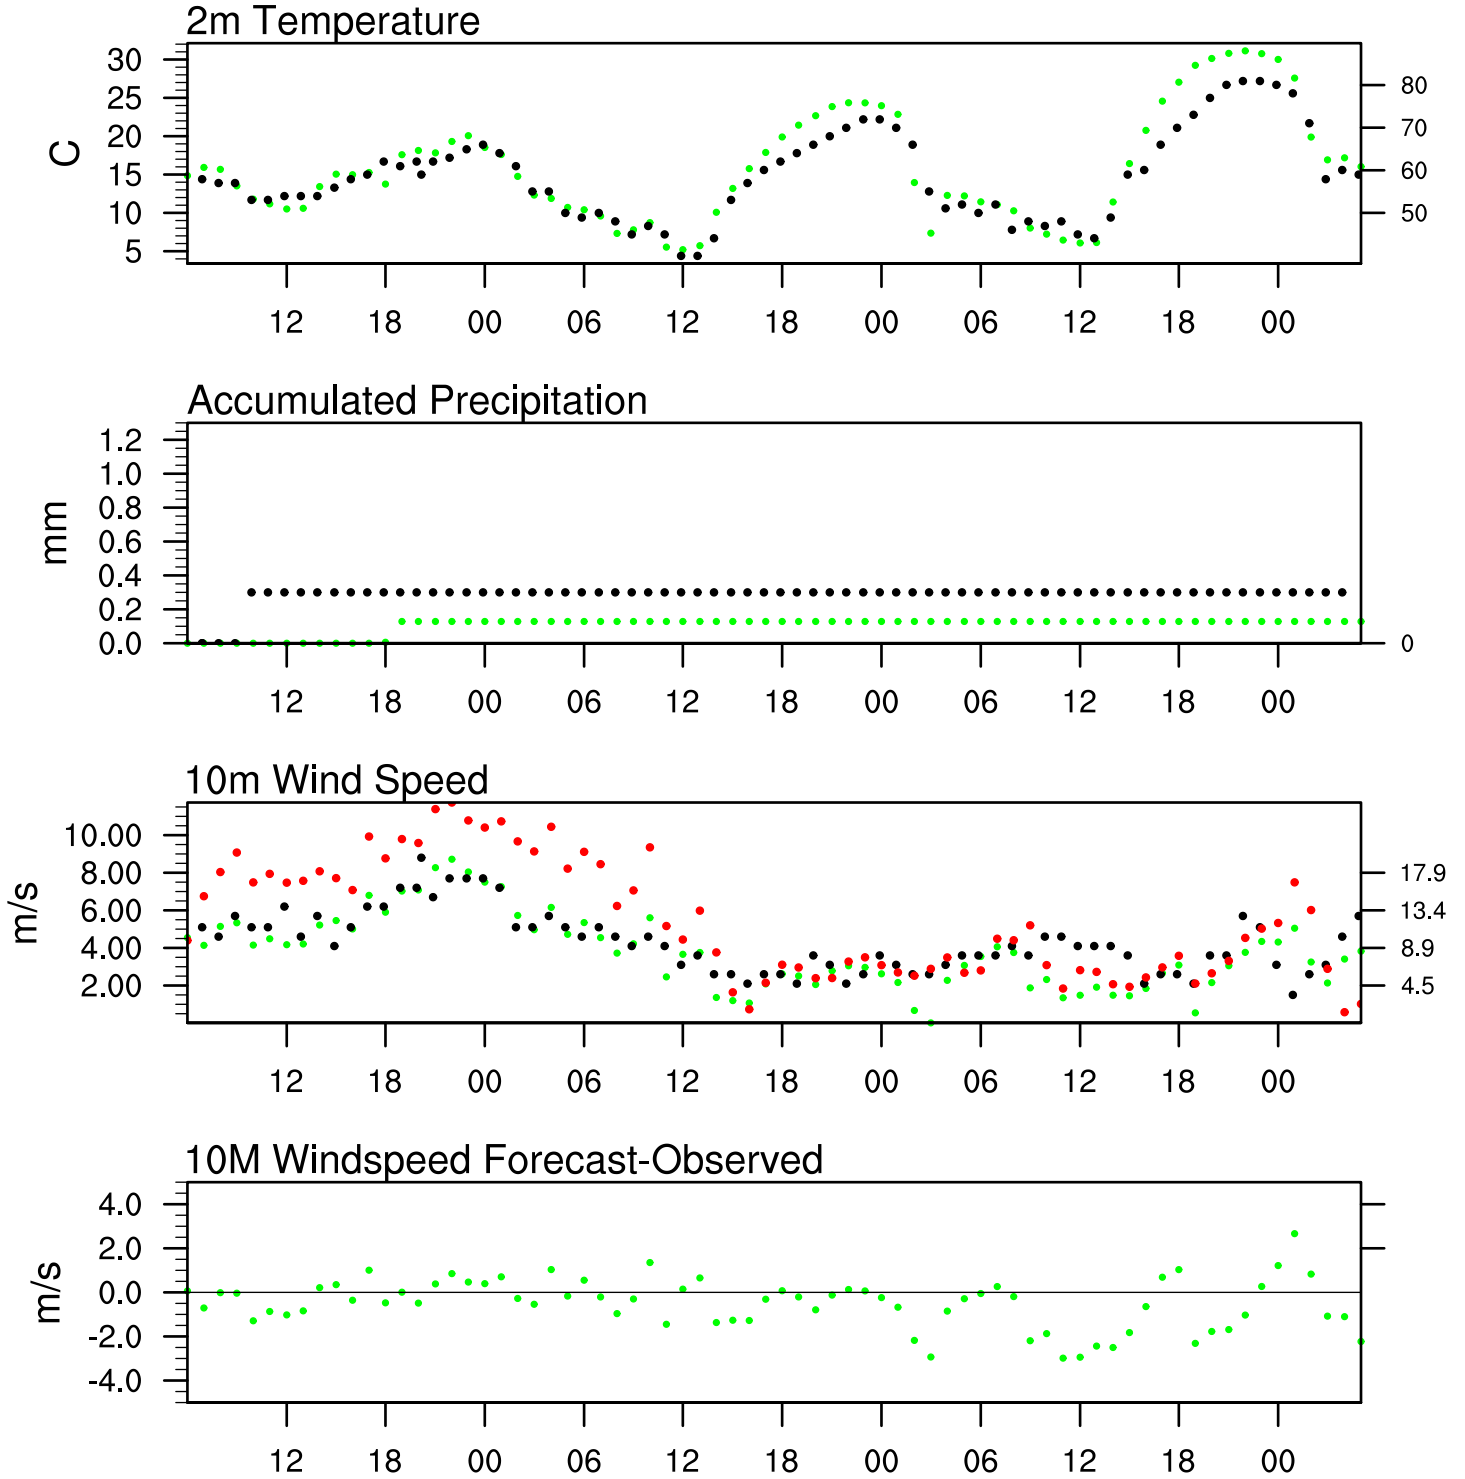 2m Temperature
30
25
20
15
10
5
C
80
70
60
50
12 18 00 06 12 18 00 06 12 18 00
Accumulated Precipitation
1.2
1.0
0.8
0.6
0.4
0.2
0.0
mm
0
12 18 00 06 12 18 00 06 12 18 00
10m Wind Speed
10.00
8.00
6.00
4.00
2.00
m/s
17.9
13.4
8.9
4.5
12 18 00 06 12 18 00 06 12 18 00
10M Windspeed Forecast-Observed
4.0
2.0
0.0
-2.0
-4.0
m/s
12 18 00 06 12 18 00 06 12 18 00